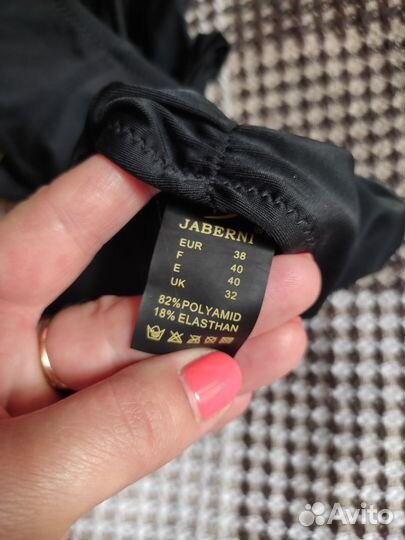 JABERNI®
EUR 38
F 40
E 40
UK 32
82%POLYAMID
18% ELASTHAN
Avito